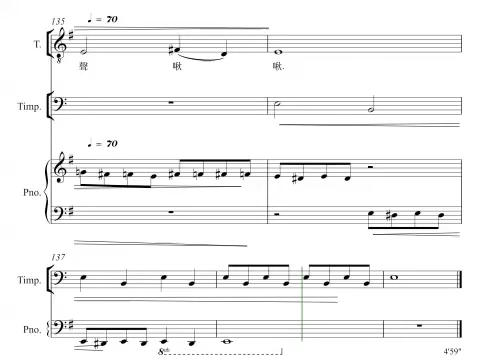 135
♩ = 70
T.
聲 啾 啾.
Timp.
♩ = 70
Pno.
137
Timp.
Pno.
8vb
4'59"